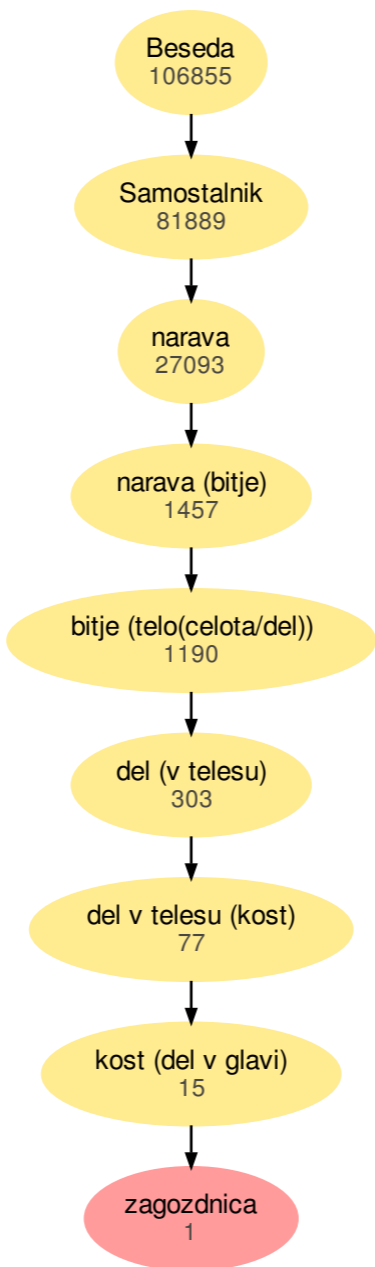 Beseda
106855
Samostalnik
81889
narava
27093
narava (bitje)
1457
bitje (telo(celota/del))
1190
del (v telesu)
303
del v telesu (kost)
77
kost (del v glavi)
15
zagozdnica
1